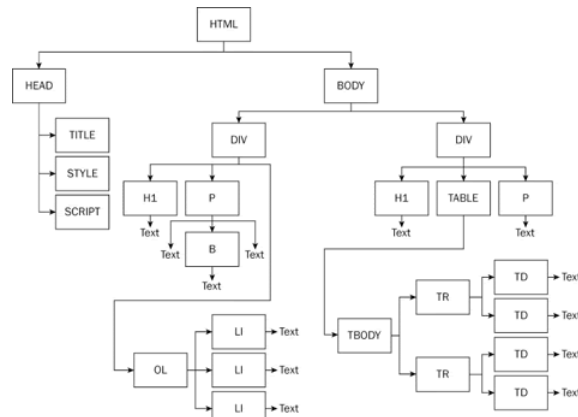 HTML
HEAD BODY
TITLE DIV DIV
STYLE
SCRIPT H1 P H1 TABLE P
Text Text Text
Text B Text
Text
TD Text
TR
TD Text
LI Text TBODY
OL LI Text TD Text
TR
LI Text TD Text